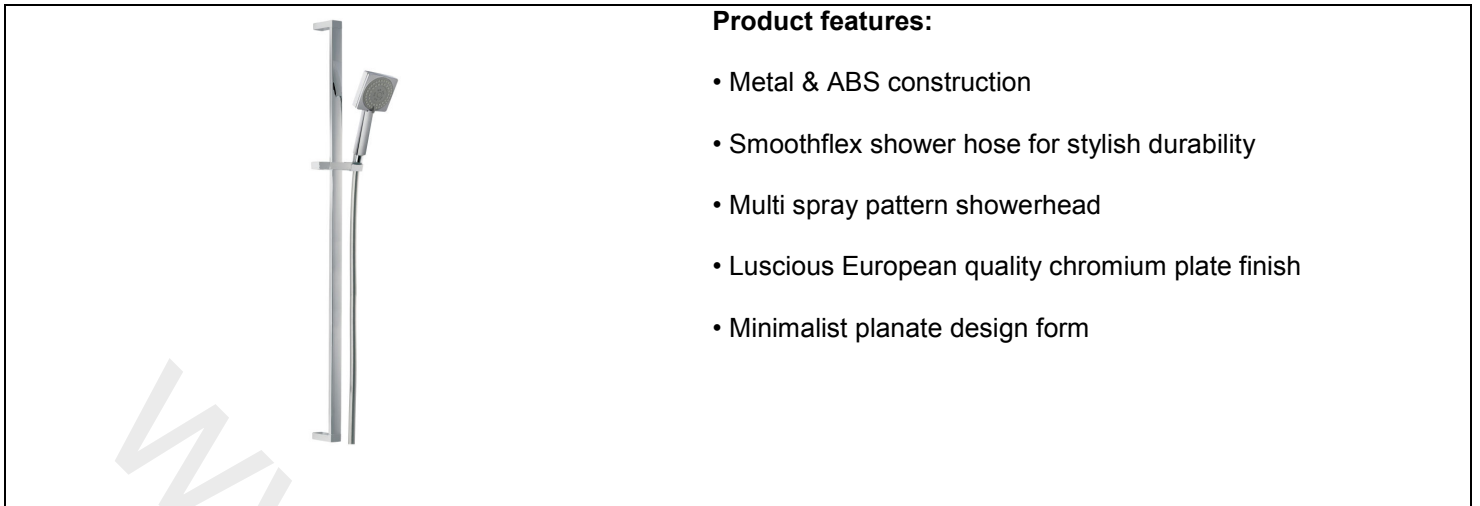 Product features:
• Metal & ABS construction
• Smoothflex shower hose for stylish durability
• Multi spray pattern showerhead
• Luscious European quality chromium plate finish
• Minimalist planate design form